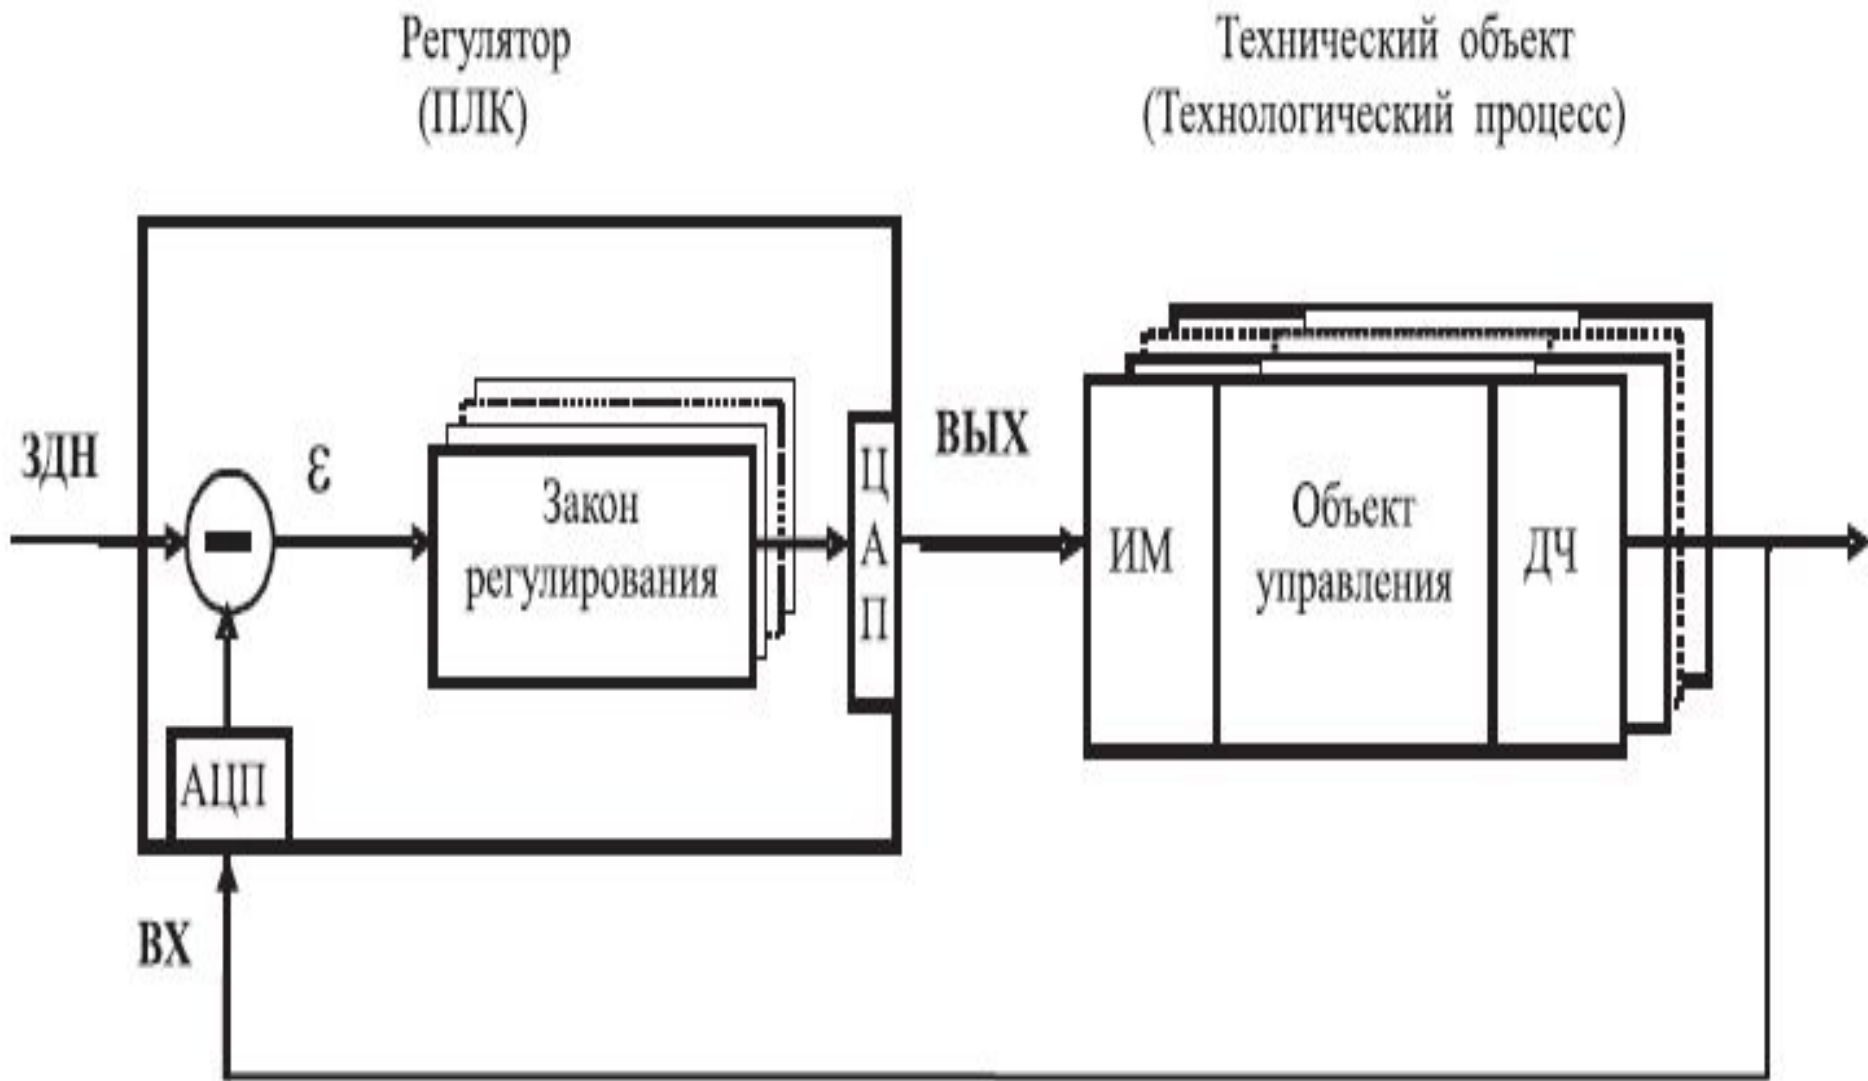 Регулятор
(ПЛК)
Технический объект
(Технологический процесс)
ЗДН
ε
Закон
регулирования
Ц
А
П
ВЫХ
ИМ
Объект
управления
ДЧ
АЦП
ВХ